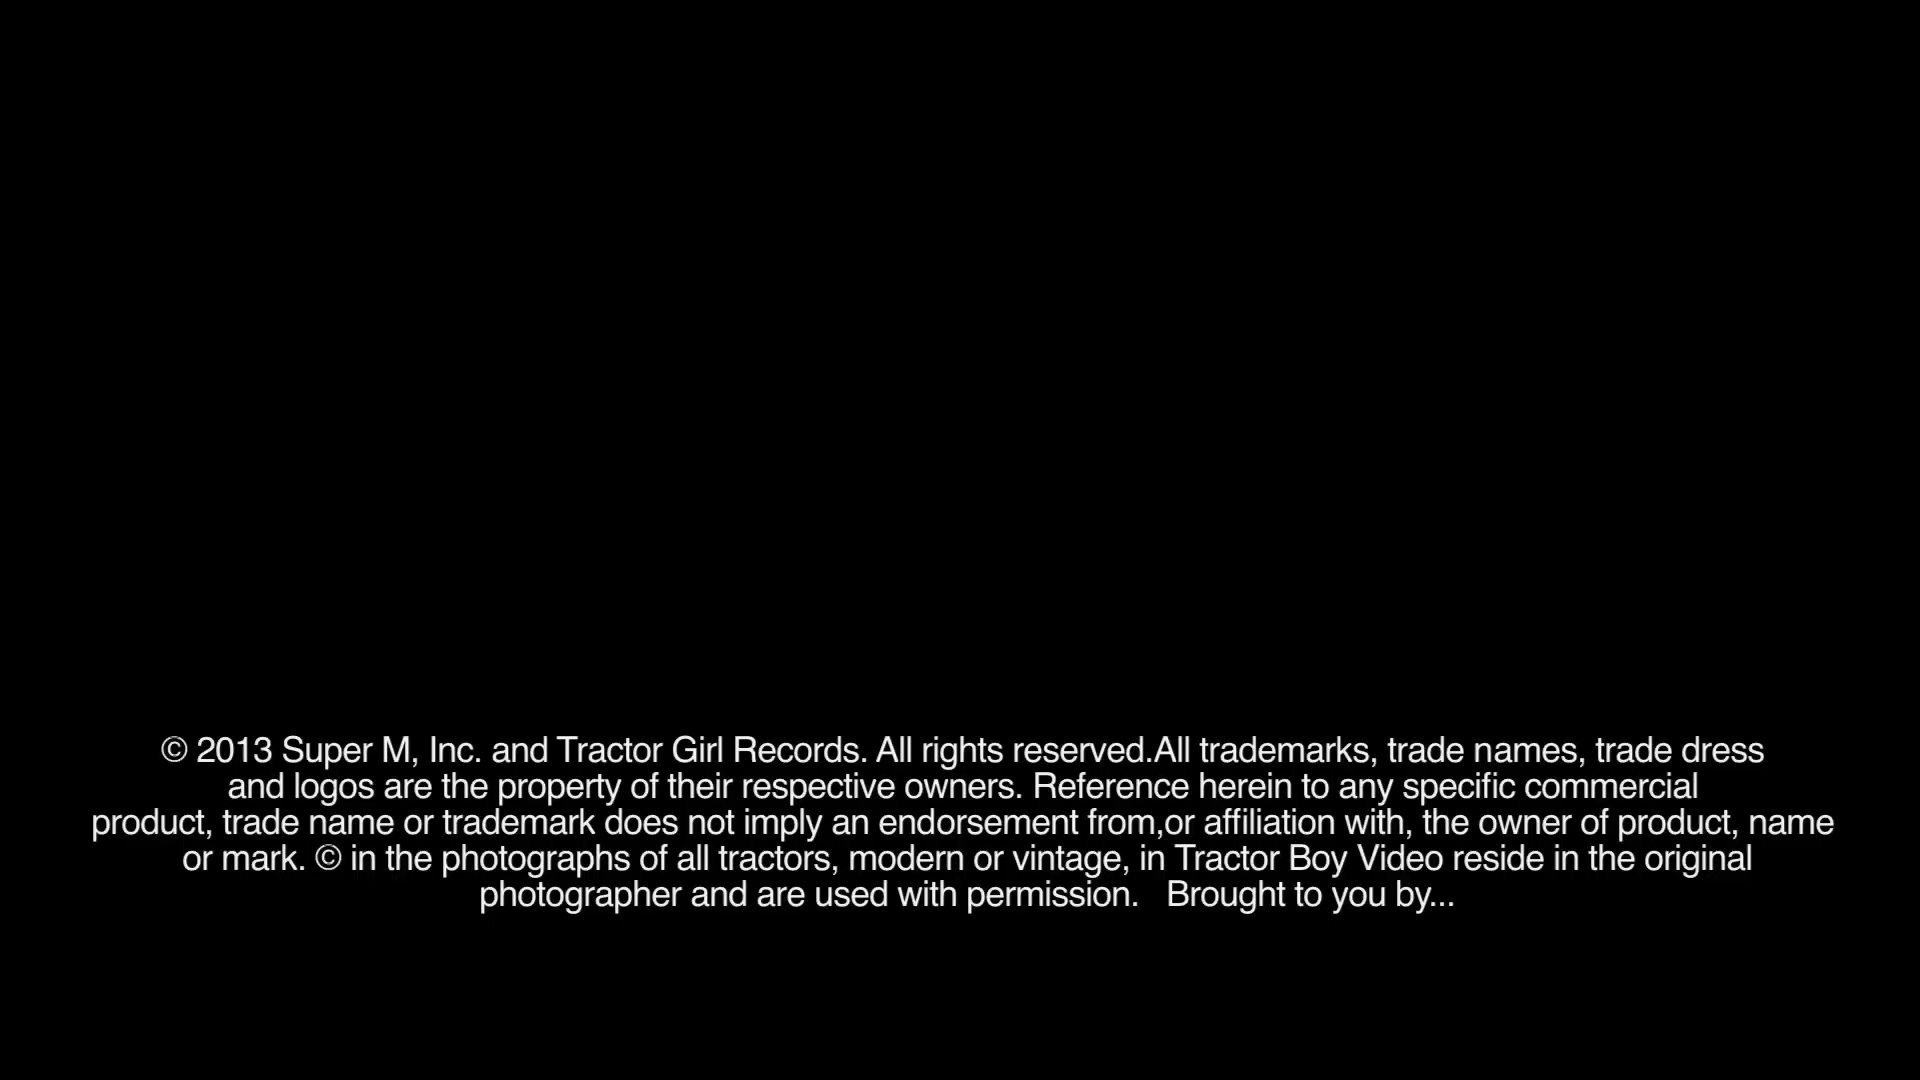 © 2013 Super M, Inc. and Tractor Girl Records. All rights reserved.All trademarks, trade names, trade dress
and logos are the property of their respective owners. Reference herein to any specific commercial
product, trade name or trademark does not imply an endorsement from,or affiliation with, the owner of product, name
or mark. © in the photographs of all tractors, modern or vintage, in Tractor Boy Video reside in the original
photographer and are used with permission.   Brought to you by...